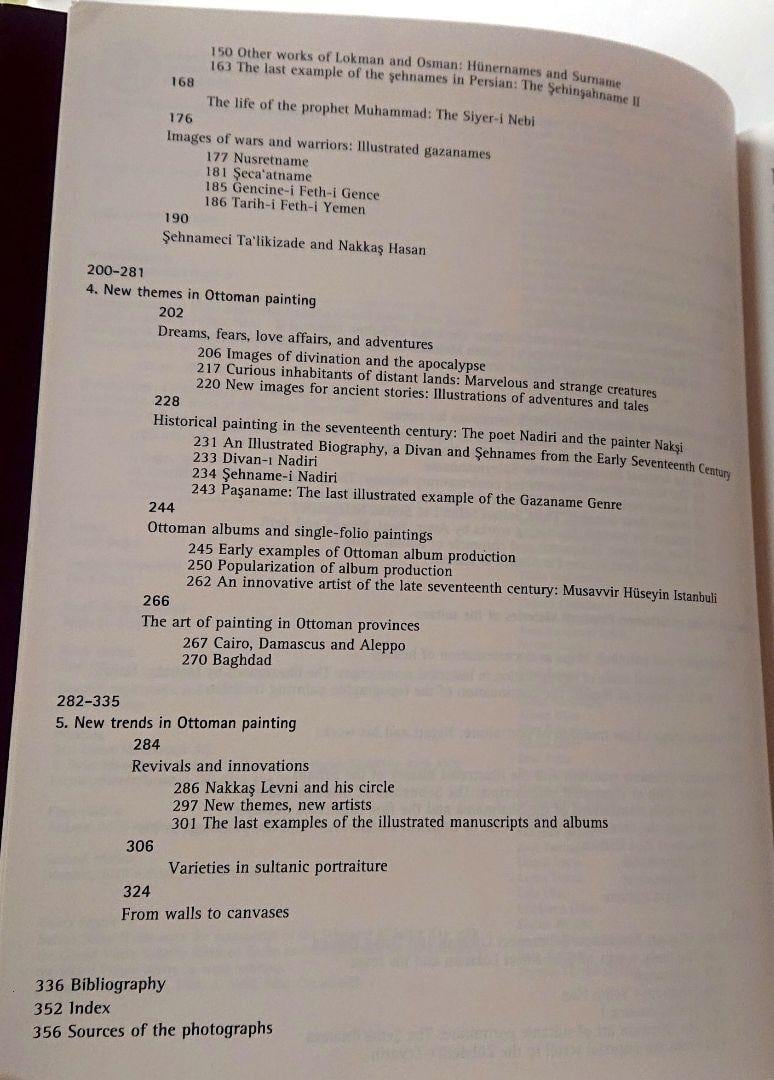 150 Other works of Lokman and Osman: Hünernames and Surname
163 The last example of the şehnames in Persian: The Şehinşahname II
168
The life of the prophet Muhammad: The Siyer-i Nebi
176
Images of wars and warriors: Illustrated gazanames
177 Nusretname
181 Şeca'atname
185 Gencine-i Feth-i Gence
186 Tarih-i Feth-i Yemen
190
Şehnameci Ta'likizade and Nakkaş Hasan
200–281
4. New themes in Ottoman painting
202
Dreams, fears, love affairs, and adventures
206 Images of divination and the apocalypse
217 Curious inhabitants of distant lands: Marvelous and strange creatures
220 New images for ancient stories: Illustrations of adventures and tales
228
Historical painting in the seventeenth century: The poet Nadiri and the painter Nakşi
231 An Illustrated Biography, a Divan and Şehnames from the Early Seventeenth Century
233 Divan-ı Nadiri
234 Şehname-i Nadiri
243 Paşaname: The last illustrated example of the Gazaname Genre
244
Ottoman albums and single-folio paintings
245 Early examples of Ottoman album production
250 Popularization of album production
262 An innovative artist of the late seventeenth century: Musavvir Hüseyin Istanbuli
266
The art of painting in Ottoman provinces
267 Cairo, Damascus and Aleppo
270 Baghdad
282–335
5. New trends in Ottoman painting
284
Revivals and innovations
286 Nakkaş Levni and his circle
297 New themes, new artists
301 The last examples of the illustrated manuscripts and albums
306
Varieties in sultanic portraiture
324
From walls to canvases
336 Bibliography
352 Index
356 Sources of the photographs